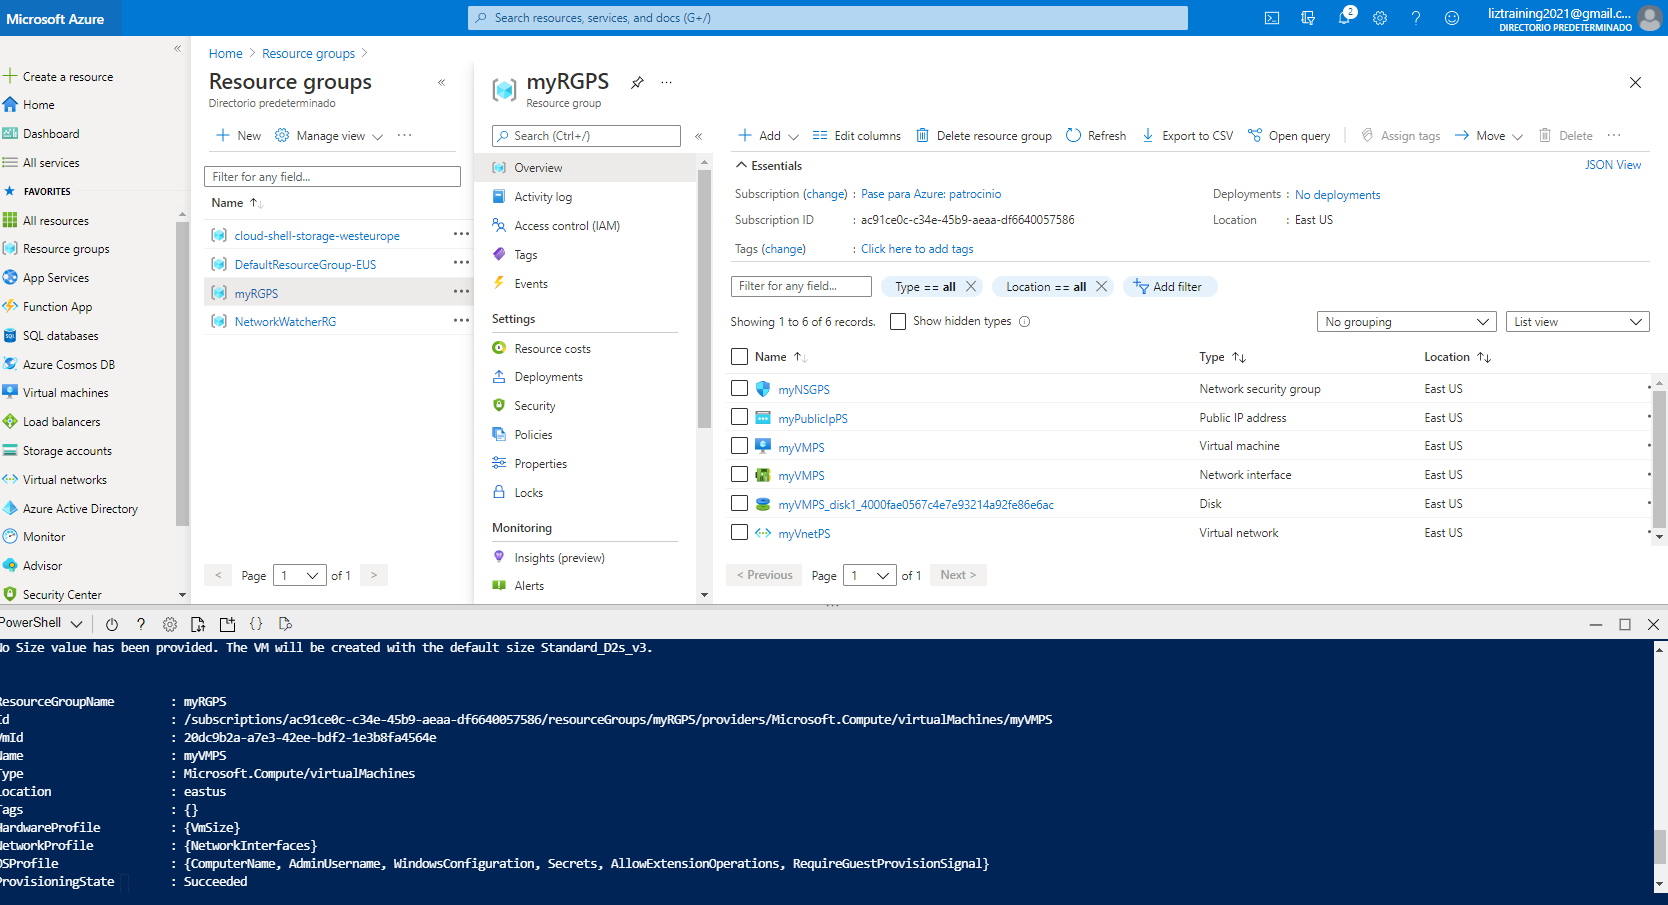 Microsoft Azure
Search resources, services, and docs (G+/)
2
liztraining2021@gmail.c...
DIRECTORIO PREDETERMINADO
Create a resource
Home
Dashboard
All services
FAVORITES
All resources
Resource groups
App Services
Function App
SQL databases
Azure Cosmos DB
Virtual machines
Load balancers
Storage accounts
Virtual networks
Azure Active Directory
Monitor
Advisor
Security Center
Home > Resource groups >
Resource groups
Directorio predeterminado
New Manage view
Filter for any field...
Name
cloud-shell-storage-westeurope
DefaultResourceGroup-EUS
myRGPS
NetworkWatcherRG
< Page 1 of 1 >
myRGPS
Resource group
Search (Ctrl+/)
Overview
Activity log
Access control (IAM)
Tags
Events
Settings
Resource costs
Deployments
Security
Policies
Properties
Locks
Monitoring
Insights (preview)
Alerts
Add Edit columns Delete resource group Refresh Export to CSV Open query Assign tags Move Delete
Essentials JSON View
Subscription (change) : Pase para Azure: patrocinio Deployments : No deployments
Subscription ID : ac91ce0c-c34e-45b9-aeaa-df6640057586 Location : East US
Tags (change) : Click here to add tags
Filter for any field... Type == all Location == all Add filter
Showing 1 to 6 of 6 records. Show hidden types No grouping List view
Name Type Location
myNSGPS Network security group East US
myPublicIpPS Public IP address East US
myVMPS Virtual machine East US
myVMPS Network interface East US
myVMPS_disk1_4000fae0567c4e7e93214a92fe86e6ac Disk East US
myVnetPS Virtual network East US
< Previous Page 1 of 1 Next >
PowerShell ? {}
No Size value has been provided. The VM will be created with the default size Standard_D2s_v3.
ResourceGroupName : myRGPS
Id : /subscriptions/ac91ce0c-c34e-45b9-aeaa-df6640057586/resourceGroups/myRGPS/providers/Microsoft.Compute/virtualMachines/myVMPS
VmId : 20dc9b2a-a7e3-42ee-bdf2-1e3b8fa4564e
Name : myVMPS
Type : Microsoft.Compute/virtualMachines
Location : eastus
Tags : {}
HardwareProfile : {VmSize}
NetworkProfile : {NetworkInterfaces}
OSProfile : {ComputerName, AdminUsername, WindowsConfiguration, Secrets, AllowExtensionOperations, RequireGuestProvisionSignal}
ProvisioningState : Succeeded